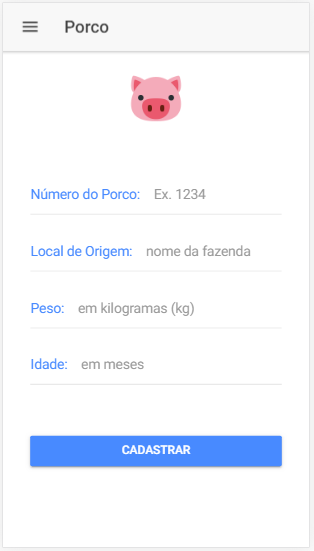 Porco
Número do Porco: Ex. 1234
Local de Origem: nome da fazenda
Peso: em kilogramas (kg)
Idade: em meses
CADASTRAR